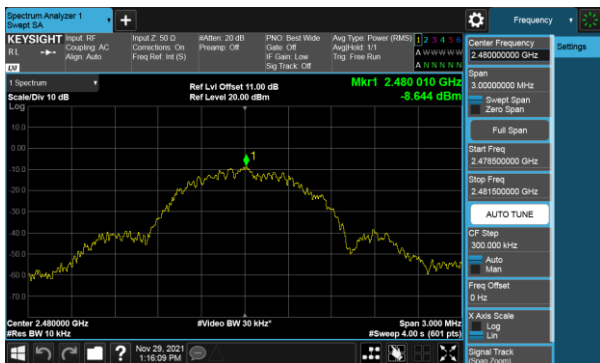 Spectrum Analyzer 1
Swept SA
Frequency
KEYSIGHT
RL
LXI
Input: RF
Coupling: AC
Align: Auto
Input Z: 50 Ω
Corrections: On
Freq Ref: Int (S)
#Atten: 20 dB
Preamp: Off
PNO: Best Wide
Gate: Off
IF Gain: Low
Sig Track: Off
Avg Type: Power (RMS)
Avg|Hold: 1/1
Trig: Free Run
1 2 3 4 5 6
A W W W W W
A N N N N N
1 Spectrum
Scale/Div 10 dB
Log
Ref Lvl Offset 11.00 dB
Ref Level 20.00 dBm
Mkr1 2.480 010 GHz
-8.644 dBm
1
10.0
0.00
-10.0
-20.0
-30.0
-40.0
-50.0
-60.0
-70.0
Center 2.480000 GHz
#Res BW 10 kHz
#Video BW 30 kHz*
Span 3.000 MHz
#Sweep 4.00 s (601 pts)
Nov 29, 2021
1:16:09 PM
Center Frequency
2.480000000 GHz
Settings
Span
3.00000000 MHz
Swept Span
Zero Span
Full Span
Start Freq
2.478500000 GHz
Stop Freq
2.481500000 GHz
AUTO TUNE
CF Step
300.000 kHz
Auto
Man
Freq Offset
0 Hz
X Axis Scale
Log
Lin
Signal Track
(Span Zoom)